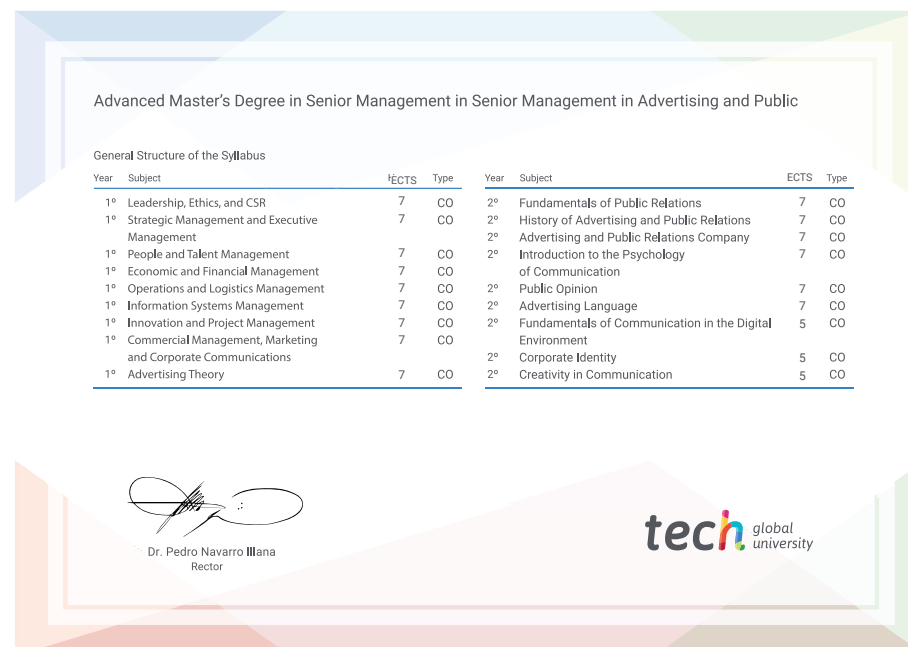 Advanced Master's Degree in Senior Management in Senior Management in Advertising and Public
General Structure of the Syllabus
Year Subject ECTS Type
1º Leadership, Ethics, and CSR 7 CO
1º Strategic Management and Executive 7 CO
Management
1º People and Talent Management 7 CO
1º Economic and Financial Management 7 CO
1º Operations and Logistics Management 7 CO
1º Information Systems Management 7 CO
1º Innovation and Project Management 7 CO
1º Commercial Management, Marketing 7 CO
and Corporate Communications
1º Advertising Theory 7 CO
Year Subject ECTS Type
2º Fundamentals of Public Relations 7 CO
2º History of Advertising and Public Relations 7 CO
2º Advertising and Public Relations Company 7 CO
2º Introduction to the Psychology 7 CO
of Communication
2º Public Opinion 7 CO
2º Advertising Language 7 CO
2º Fundamentals of Communication in the Digital 5 CO
Environment
2º Corporate Identity 5 CO
2º Creativity in Communication 5 CO
Dr. Pedro Navarro Illana
Rector
tech global
university